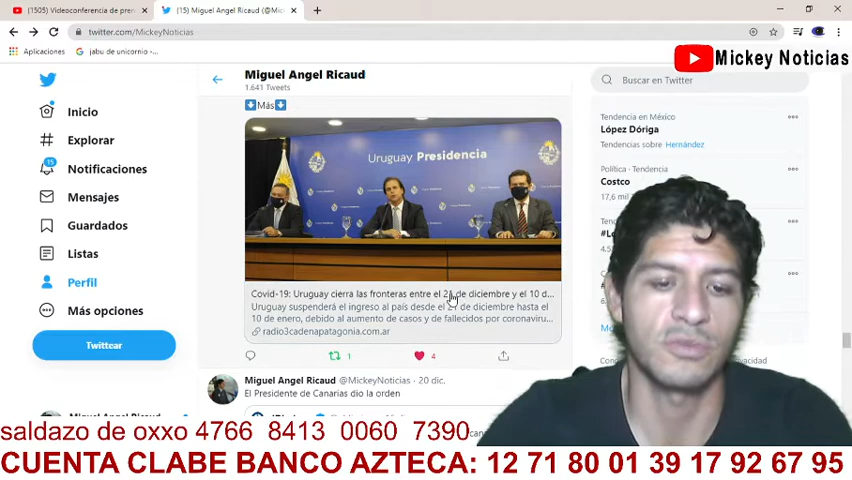 (1505) Videoconferencia de pren
(15) Miguel Angel Ricaud (@Mic
twitter.com/MickeyNoticias
Aplicaciones
jabu de unicornio -...
Mickey Noticias
Inicio
Explorar
15
Notificaciones
Mensajes
Guardados
Listas
Perfil
Más opciones
Twittear
Miguel Angel Ricaud
1.641 Tweets
Más
Uruguay Presidencia
Covid-19: Uruguay cierra las fronteras entre el 21 de diciembre y el 10 d...
Uruguay suspenderá el ingreso al país desde el 21 de diciembre hasta el
10 de enero, debido al aumento de casos y de fallecidos por coronaviru...
radio3cadenapatagonia.com.ar
1
4
Miguel Angel Ricaud @MickeyNoticias · 20 dic.
El Presidente de Canarias dio la orden
Buscar en Twitter
Tendencia en México
López Dóriga
Tendencias sobre Hernández
Política · Tendencia
Costco
17,6 mil
saldazo de oxxo 4766 8413 0060 7390
CUENTA CLABE BANCO AZTECA: 12 71 80 01 39 17 92 67 95